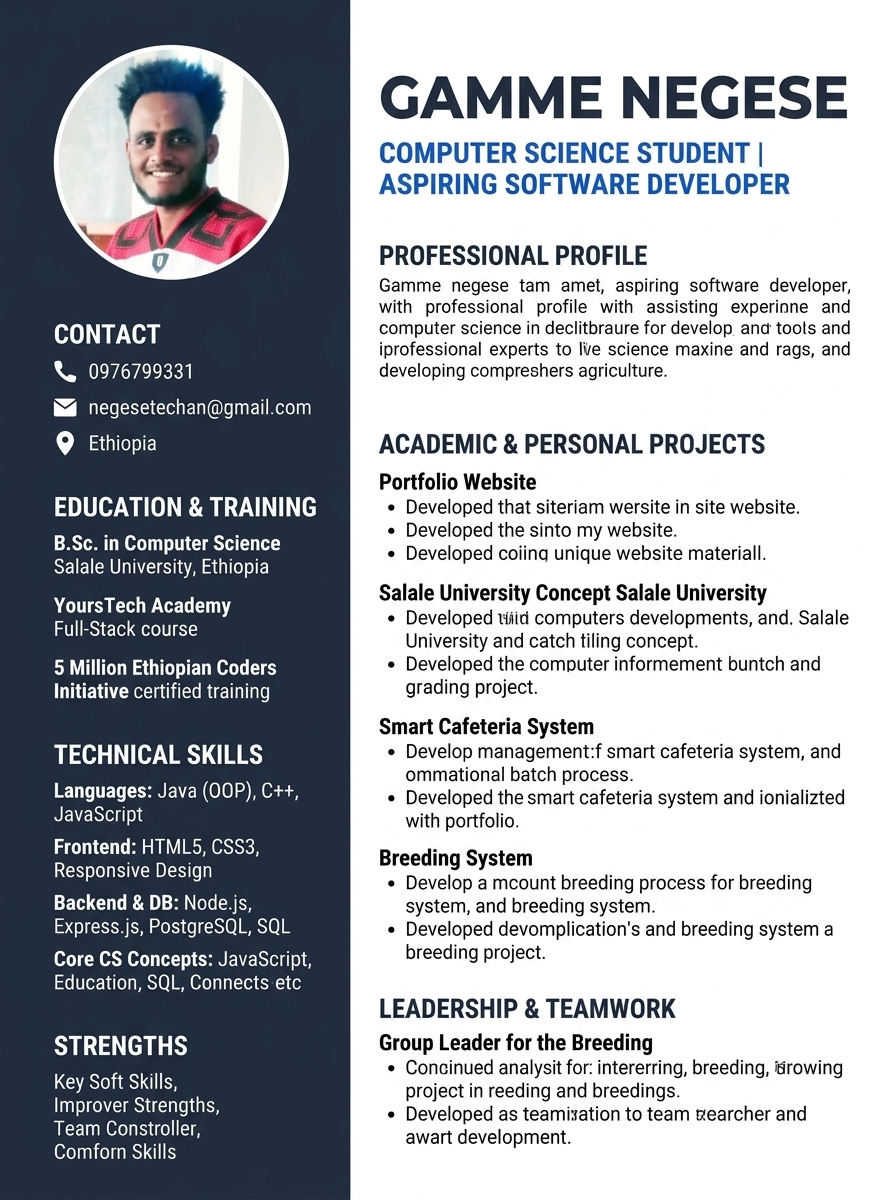 CONTACT
0976799331
negesetechan@gmail.com
Ethiopia
EDUCATION & TRAINING
B.Sc. in Computer Science
Salale University, Ethiopia
YoursTech Academy
Full-Stack course
5 Million Ethiopian Coders
Initiative certified training
TECHNICAL SKILLS
Languages: Java (OOP), C++,
JavaScript
Frontend: HTML5, CSS3,
Responsive Design
Backend & DB: Node.js,
Express.js, PostgreSQL, SQL
Core CS Concepts: JavaScript,
Education, SQL, Connects etc
STRENGTHS
Key Soft Skills,
Improver Strengths,
Team Constroller,
Comforn Skills
GAMME NEGESE
COMPUTER SCIENCE STUDENT |
ASPIRING SOFTWARE DEVELOPER
PROFESSIONAL PROFILE
Gamme negese tam amet, aspiring software developer,
with professional profile with assisting experinne and
computer science in declitbraure for develop and tools and
iprofessional experts to science maxine and rags, and
developing compreshers agriculture.
ACADEMIC & PERSONAL PROJECTS
Portfolio Website
• Developed that siteriam wersite in site website.
• Developed the sinto my website.
• Developed coiing unique website materiall.
Salale University Concept Salale University
• Developed computers developments, and. Salale
University and catch tiling concept.
• Developed the computer informement buntch and
grading project.
Smart Cafeteria System
• Develop management:f smart cafeteria system, and
ommational batch process.
• Developed the smart cafeteria system and ionializted
with portfolio.
Breeding System
• Develop a mcount breeding process for breeding
system, and breeding system.
• Developed devomplication's and breeding system a
breeding project.
LEADERSHIP & TEAMWORK
Group Leader for the Breeding
• analysit for: intererring, breeding,
project in reeding and breedings.
• Developed as to team and
awart development.